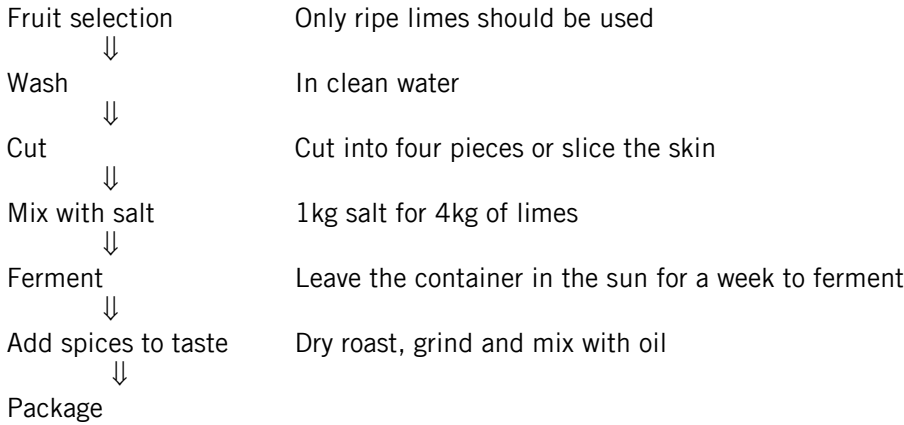 Fruit selection Only ripe limes should be used
⇓
Wash In clean water
⇓
Cut Cut into four pieces or slice the skin
⇓
Mix with salt 1kg salt for 4kg of limes
⇓
Ferment Leave the container in the sun for a week to ferment
⇓
Add spices to taste Dry roast, grind and mix with oil
⇓
Package